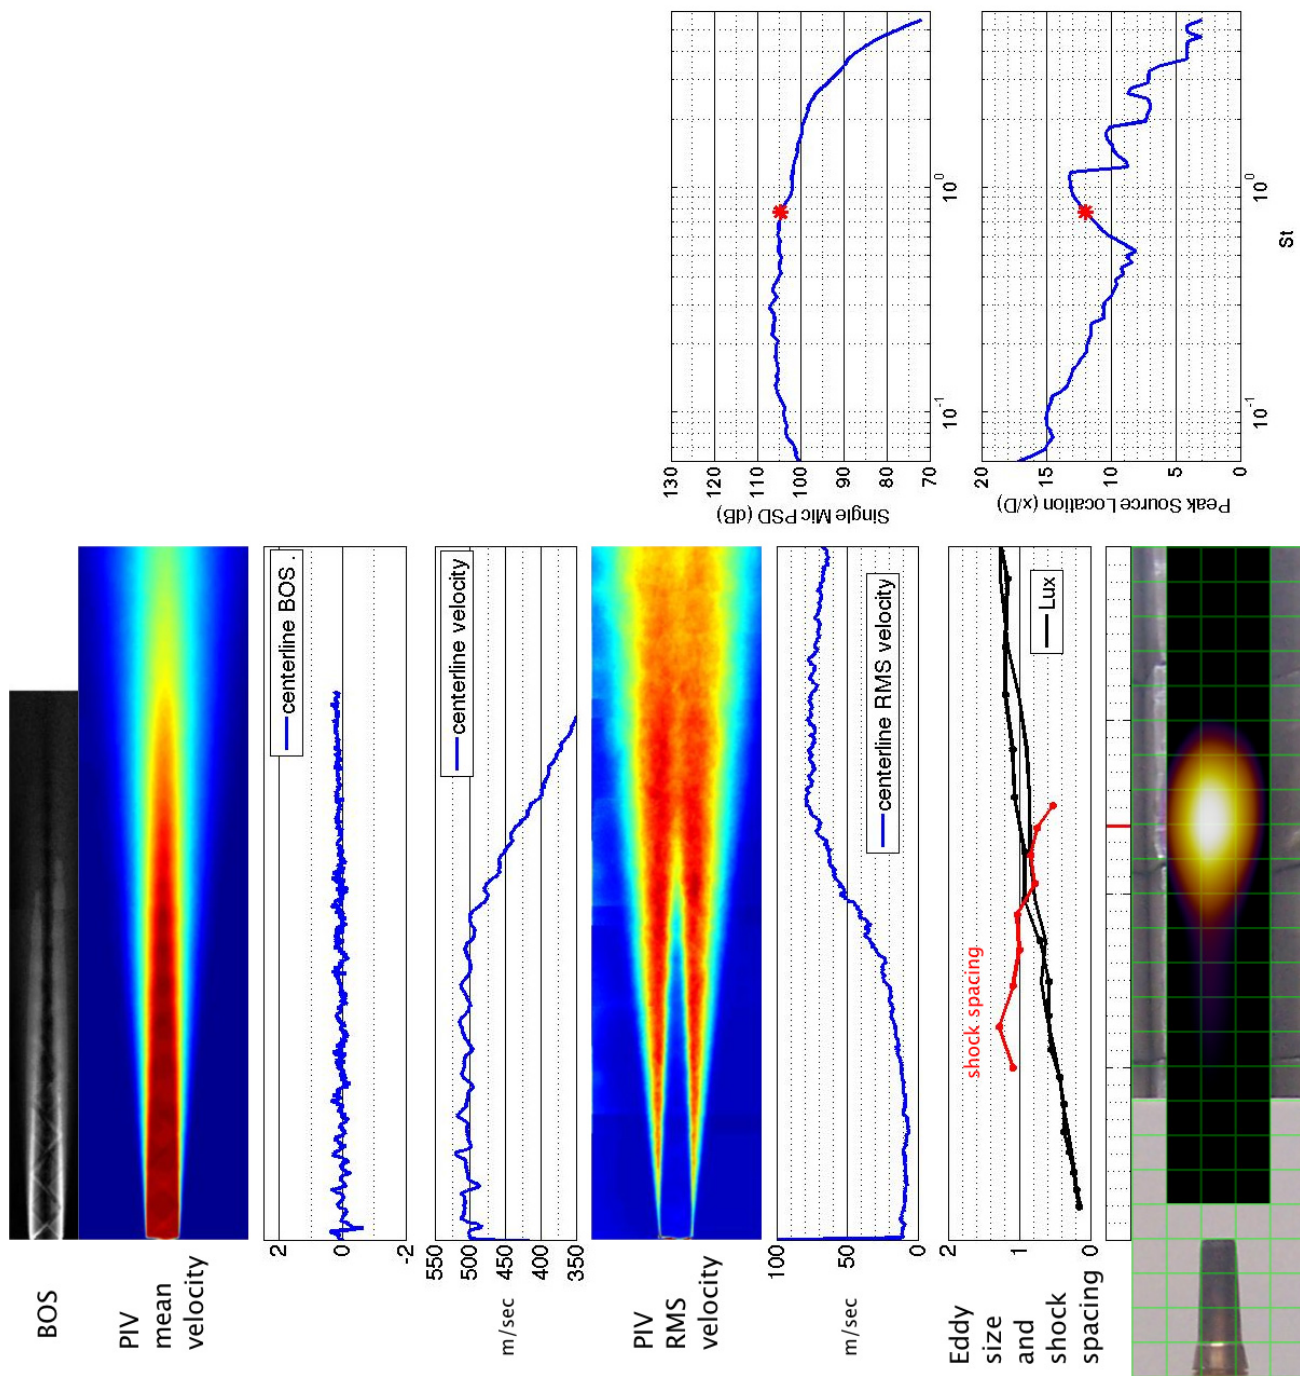 BOS
PIV
mean
velocity
centerline BOS.
2
0
-2
m/sec
centerline velocity
550
500
450
400
350
PIV
RMS
velocity
m/sec
centerline RMS velocity
100
50
0
Eddy
size
and
shock
spacing
shock spacing
Lux
2
1
0
Single Mic PSD (dB)
130
120
110
100
90
80
70
10-1
100
Peak Source Location (x/D)
20
15
10
5
0
10-1
100
St